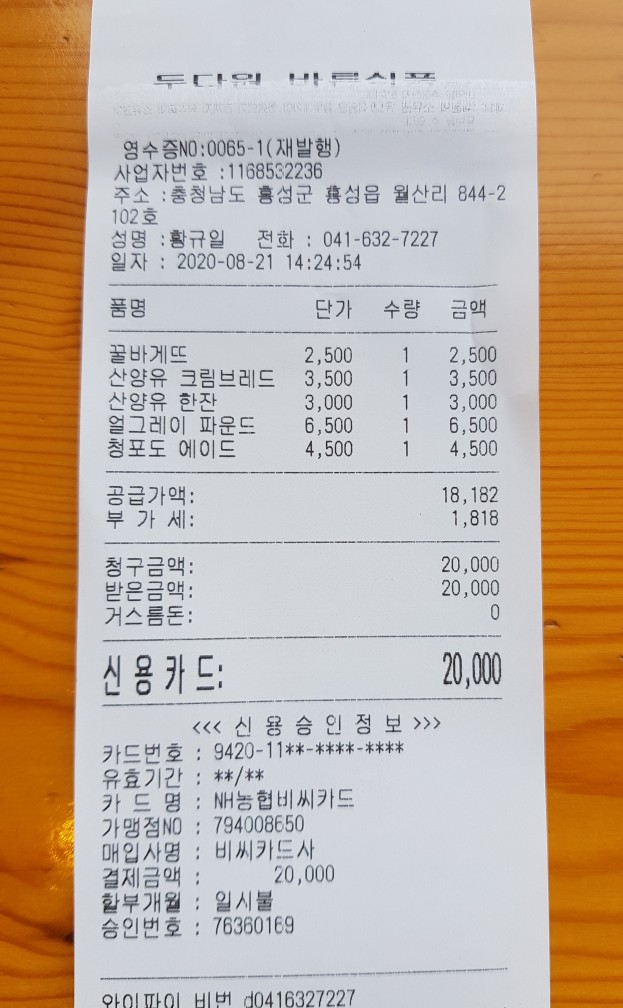 영수증NO:0065-1(재발행)
사업자번호 :1168532236
주소 :충청남도 홍성군 홍성읍 월산리 844-2
102호
성명 :황규일 전화 : 041-632-7227
일자 : 2020-08-21 14:24:54
품명 단가 수량 금액
꿀바게뜨 2,500 1 2,500
산양유 크림브레드 3,500 1 3,500
산양유 한잔 3,000 1 3,000
얼그레이 파운드 6,500 1 6,500
청포도 에이드 4,500 1 4,500
공급가액: 18,182
부 가 세: 1,818
청구금액: 20,000
받은금액: 20,000
거스름돈: 0
신용카드: 20,000
<<< 신 용 승 인 정 보 >>>
카드번호 : 9420-11**-****-****
유효기간 : **/**
카 드 명 : NH농협비씨카드
가맹점NO : 794008650
매입사명 : 비씨카드사
결제금액 : 20,000
할부개월 : 일시불
승인번호 : 76360169
와이파이 비번 d0416327227